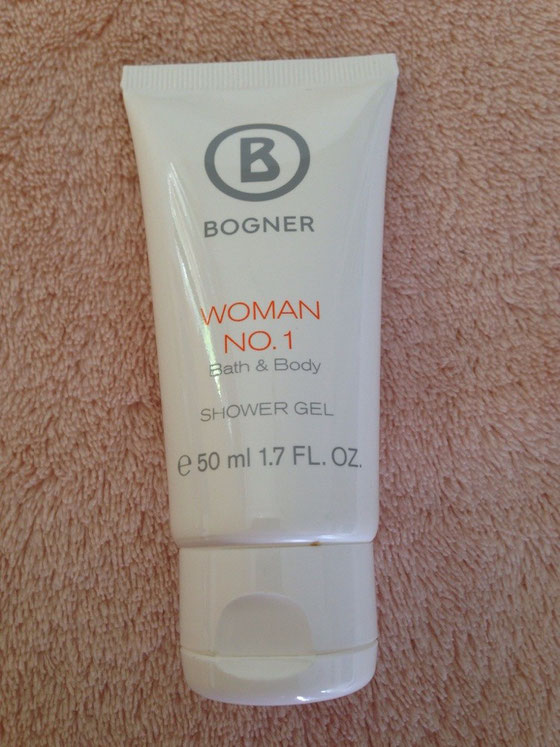 B
BOGNER
WOMAN
NO. 1
Bath & Body
SHOWER GEL
℮ 50 ml 1.7 FL. OZ.